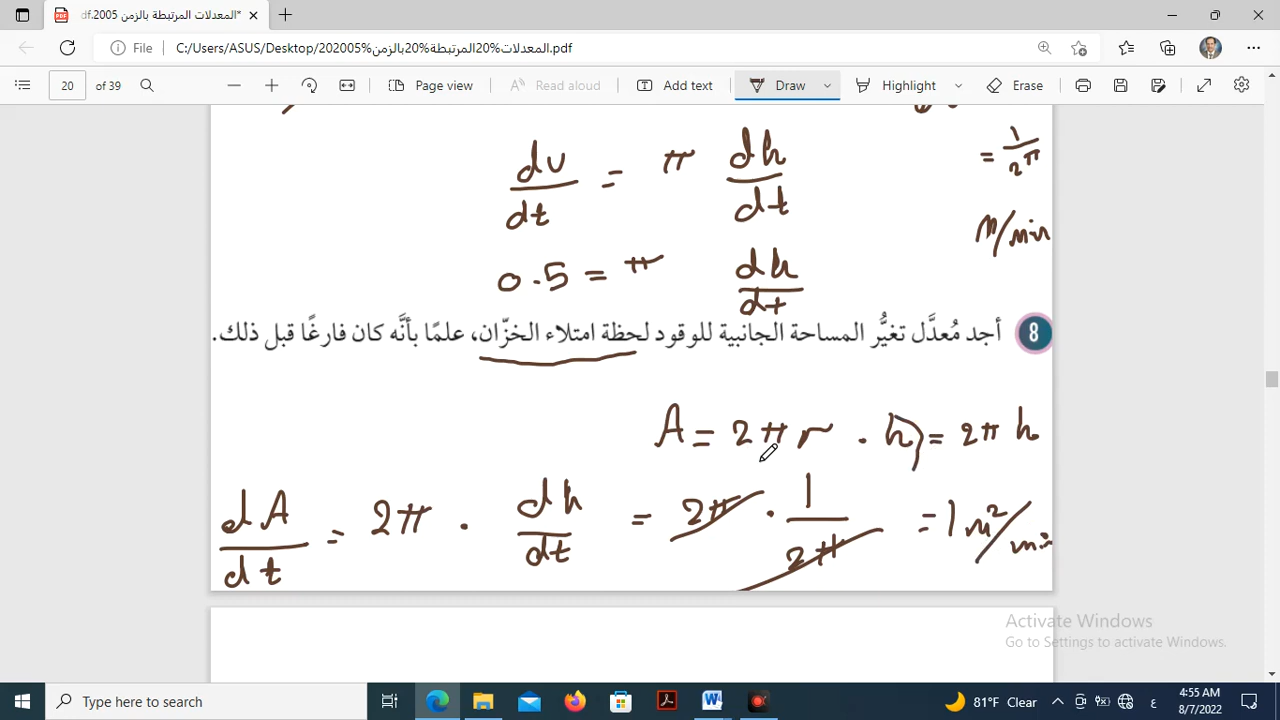 المعدلات المرتبطة بالزمن 2005.pdf*
File
C:/Users/ASUS/Desktop/202005%المعدلات%20المرتبطة%20بالزمن.pdf
20 of 39
Page view
Read aloud
Add text
Draw
Highlight
Erase
dv/dt = π dh/dt
= 1/2π
M/min
0.5 = π dh/dt
8 أجد مُعدَّل تغيُّر المساحة الجانبية للوقود لحظة امتلاء الخزّان، علمًا بأنَّه كان فارغًا قبل ذلك.
A = 2πr . h = 2π h
dA/dt = 2π . dh/dt = 2π . 1/2π = 1 m²/min
Activate Windows
Go to Settings to activate Windows.
Type here to search
81°F Clear
ع
4:55 AM
8/7/2022